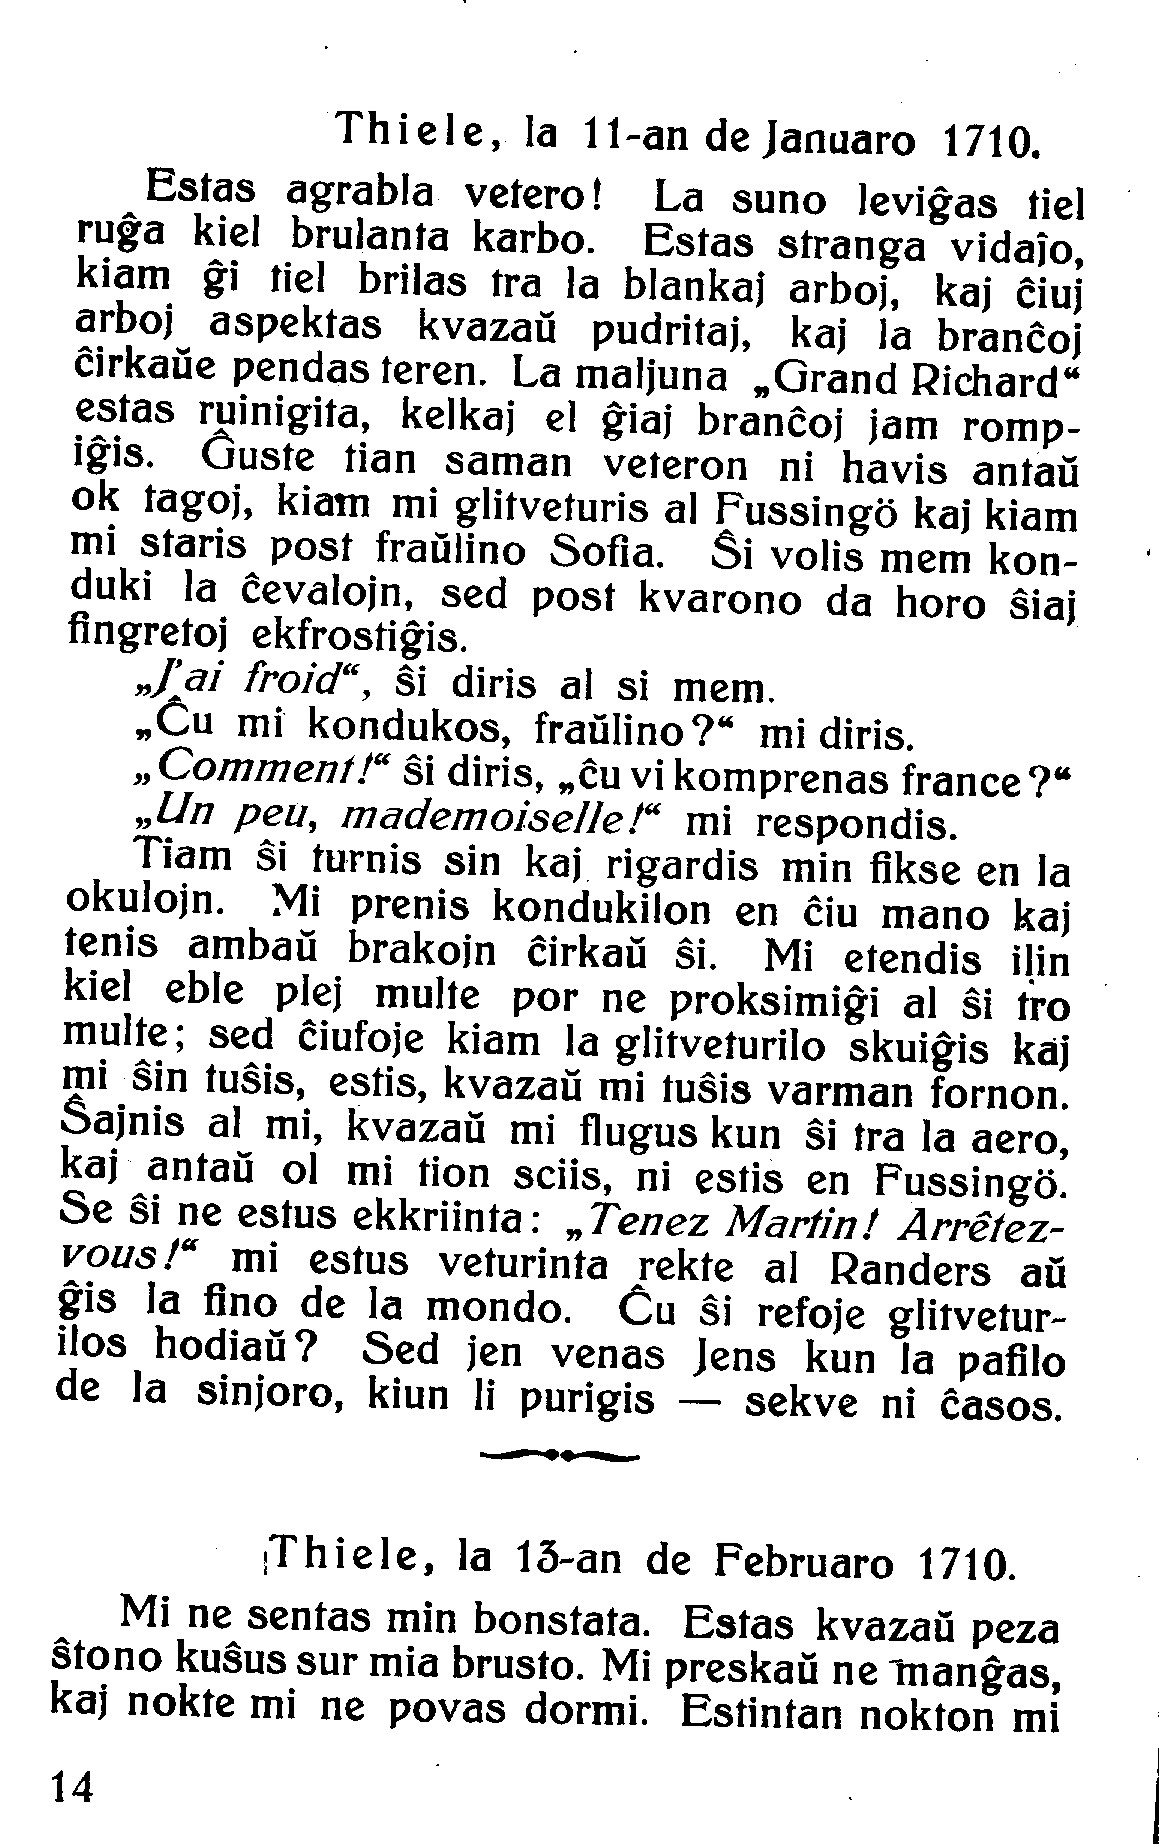 Thiele, la 11-an de Januaro 1710.
Estas agrabla vetero! La suno leviĝas tiel
ruĝa kiel brulanta karbo. Estas stranga vidaĵo,
kiam ĝi tiel brilas tra la blankaj arboj, kaj ĉiuj
arboj aspektas kvazaŭ pudritaj, kaj la branĉoj
ĉirkaŭe pendas teren. La maljuna „Grand Richard“
estas ruinigita, kelkaj el ĝiaj branĉoj jam romp-
iĝis. Ĝuste tian saman veteron ni havis antaŭ
ok tagoj, kiam mi glitveturis al Fussingö kaj kiam
mi staris post fraŭlino Sofia. Ŝi volis mem kon-
duki la ĉevalojn, sed post kvarono da horo ŝiaj
fingretoj ekfrostiĝis.
„J’ai froid“, ŝi diris al si mem.
„Ĉu mi kondukos, fraŭlino?“ mi diris.
„Comment!“ ŝi diris, „ĉu vi komprenas france?“
„Un peu, mademoiselle!“ mi respondis.
Tiam ŝi turnis sin kaj rigardis min fikse en la
okulojn. Mi prenis kondukilon en ĉiu mano kaj
tenis ambaŭ brakojn ĉirkaŭ ŝi. Mi etendis ilin
kiel eble plej multe por ne proksimiĝi al ŝi tro
multe; sed ĉiufoje kiam la glitveturilo skuiĝis kaj
mi ŝin tuŝis, estis, kvazaŭ mi tuŝis varman fornon.
Ŝajnis al mi, kvazaŭ mi flugus kun ŝi tra la aero,
kaj antaŭ ol mi tion sciis, ni estis en Fussingö.
Se ŝi ne estus ekkriinta: „Tenez Martin! Arrêtez-
vous!“ mi estus veturinta rekte al Randers aŭ
ĝis la fino de la mondo. Ĉu ŝi refoje glitvetur-
ilos hodiaŭ? Sed jen venas Jens kun la pafilo
de la sinjoro, kiun li purigis — sekve ni ĉasos.
Thiele, la 13-an de Februaro 1710.
Mi ne sentas min bonstata. Estas kvazaŭ peza
ŝtono kuŝus sur mia brusto. Mi preskaŭ ne manĝas,
kaj nokte mi ne povas dormi. Estintan nokton mi
14